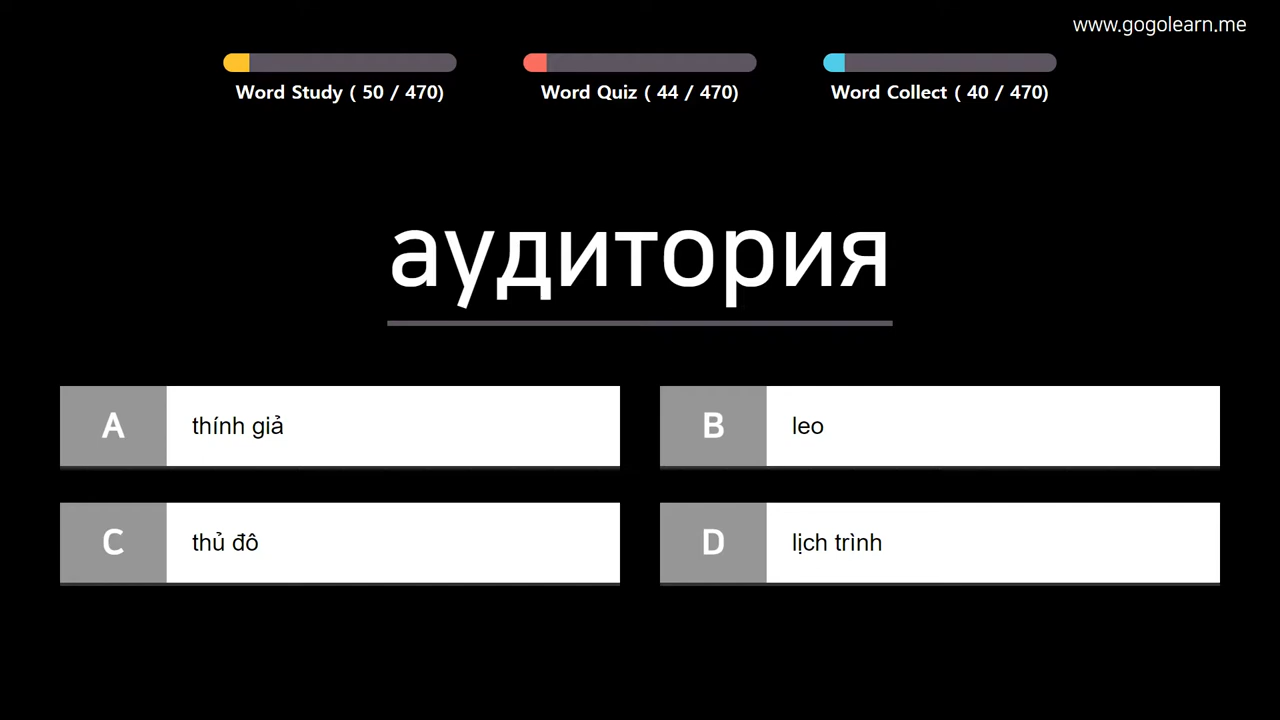 www.gogolearn.me
Word Study ( 50 / 470)
Word Quiz ( 44 / 470)
Word Collect ( 40 / 470)
аудитория
A thính giả
B leo
C thủ đô
D lịch trình